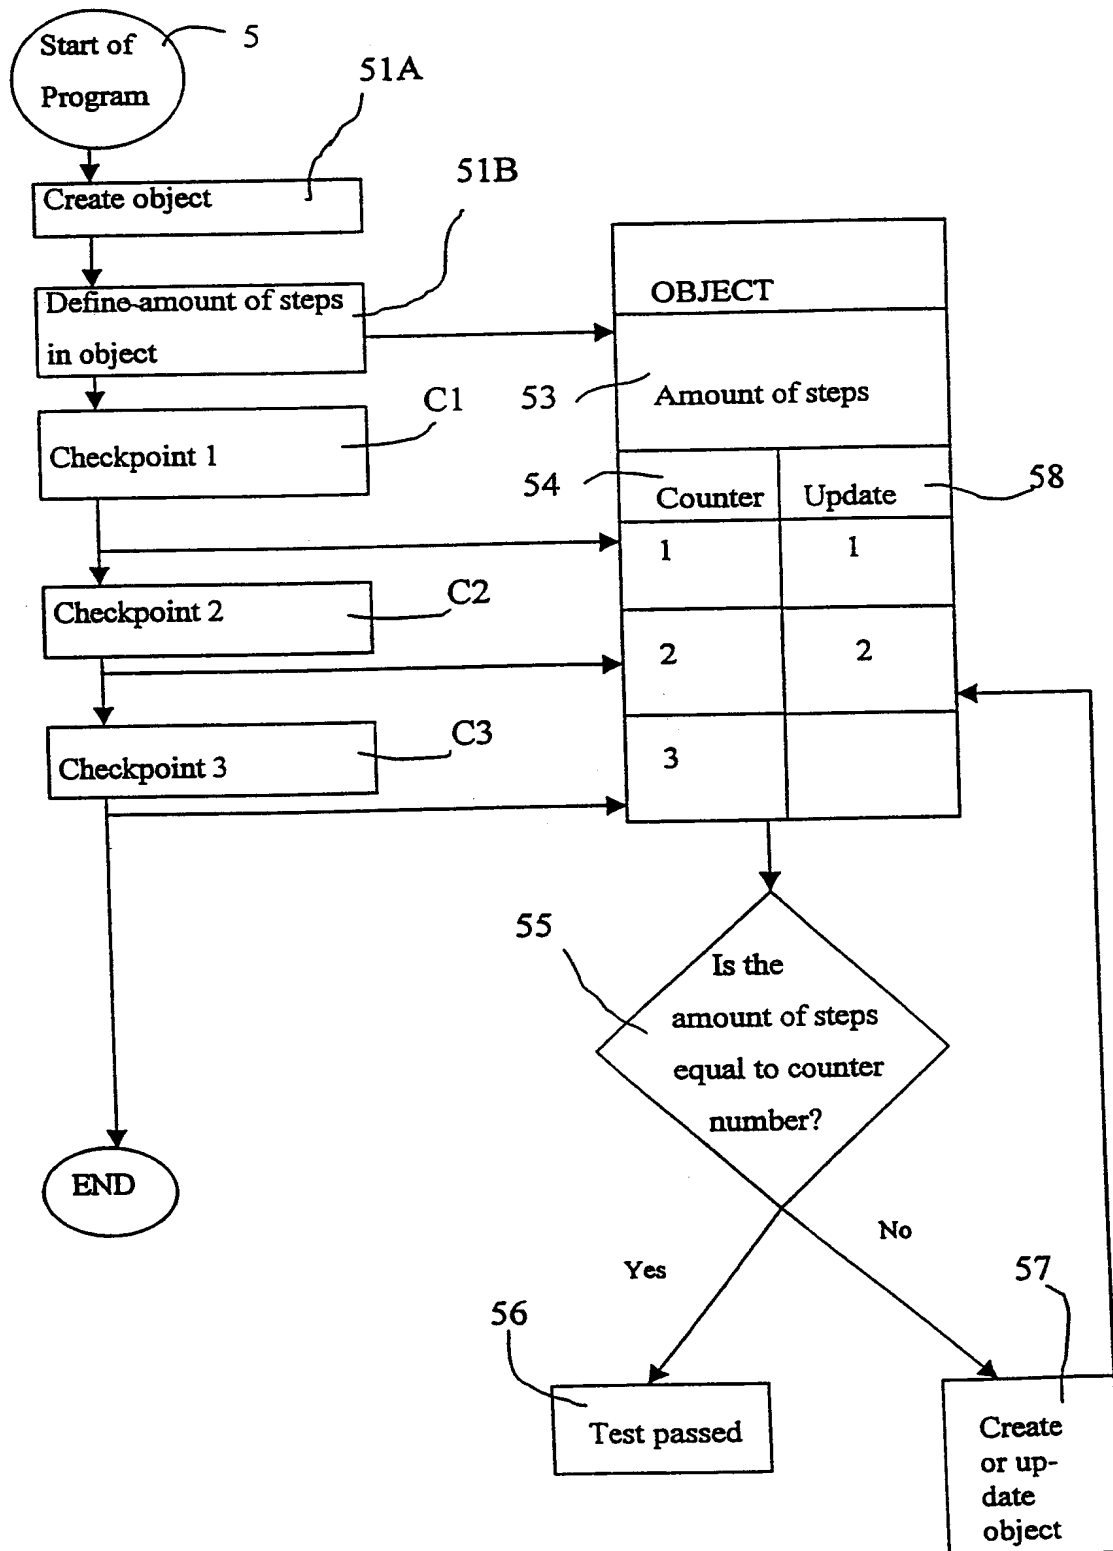 Start of
Program
5
51A
Create object
51B
Define amount of steps
in object
OBJECT
53
Amount of steps
C1
Checkpoint 1
54
Counter
Update
58
1
1
C2
Checkpoint 2
2
2
C3
Checkpoint 3
3
55
Is the
amount of steps
equal to counter
number?
END
Yes
No
56
Test passed
57
Create
or up-
date
object